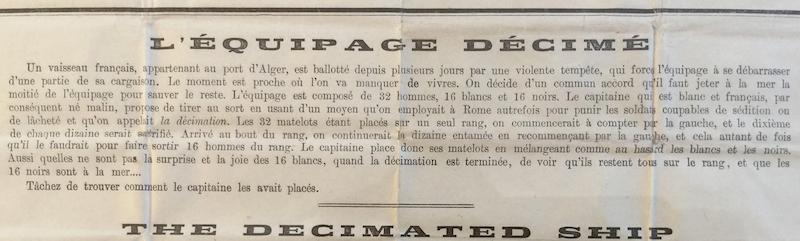 L'ÉQUIPAGE DÉCIMÉ
Un vaisseau français, appartenant au port d'Alger, est ballotté depuis plusieurs jours par une violente tempête, qui force l'équipage à se débarrasser
d'une partie de sa cargaison. Le moment est proche où l'on va manquer de vivres. On décide d'un commun accord qu'il faut jeter à la mer la
moitié de l'équipage pour sauver le reste. L'équipage est composé de 32 hommes, 16 blancs et 16 noirs. Le capitaine qui est blanc et français, par
conséquent né malin, propose de tirer au sort en usant d'un moyen qu'on employait à Rome autrefois pour punir les soldats coupables de sédition ou
de lâcheté et qu'on appelait la décimation. Les 32 matelots étant placés sur un seul rang, on commencerait à compter par la gauche, et le dixième
de chaque dizaine serait sacrifié. Arrivé au bout du rang, on continuerait la dizaine entamée en recommençant par la gauche, et cela autant de fois
qu'il le faudrait pour faire sortir 16 hommes du rang. Le capitaine place donc ses matelots en mélangeant comme au hasard les blancs et les noirs.
Aussi quelles ne sont pas la surprise et la joie des 16 blancs, quand la décimation est terminée, de voir qu'ils restent tous sur le rang, et que les
16 noirs sont à la mer....
Tâchez de trouver comment le capitaine les avait placés.
THE DECIMATED SHIP